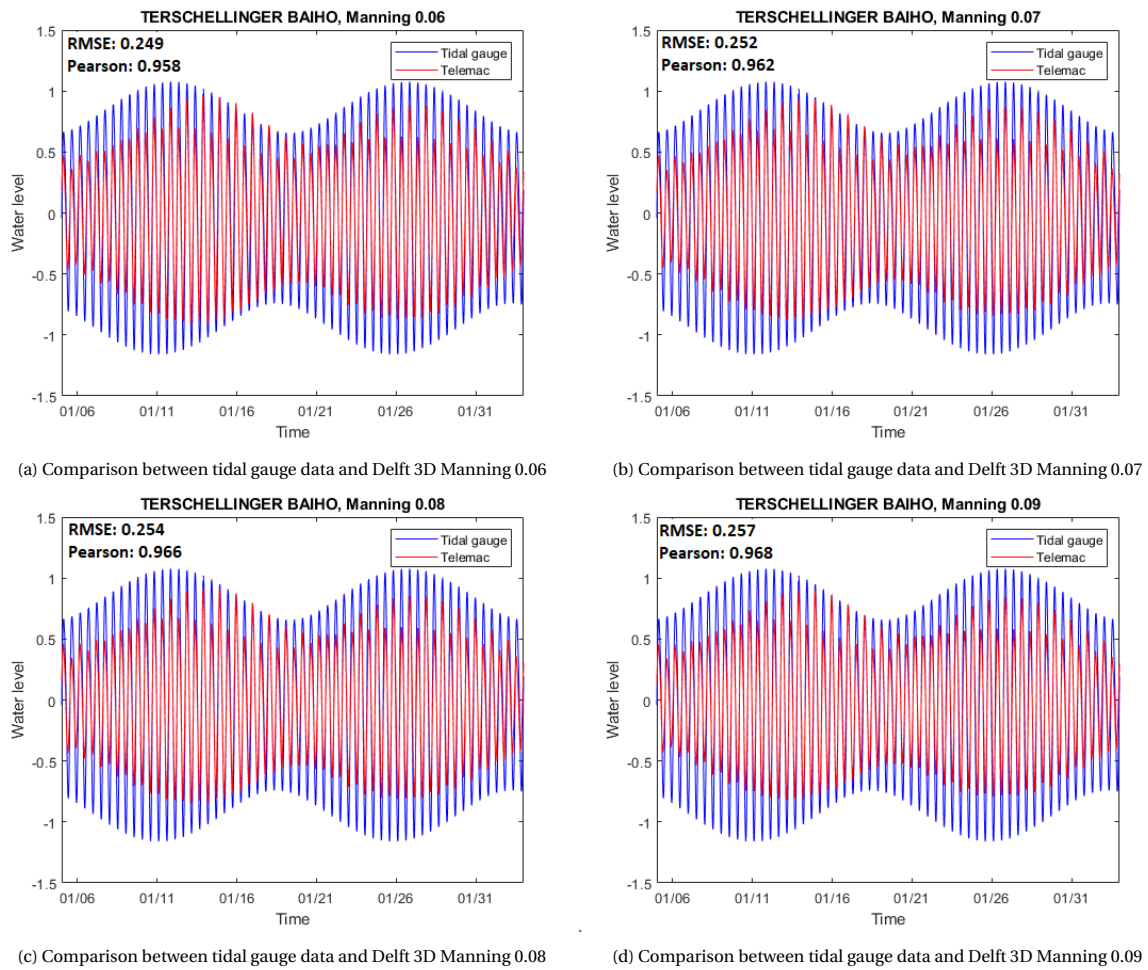 TERSCHELLINGER BAIHO, Manning 0.06
RMSE: 0.249
Pearson: 0.958
Tidal gauge
Telemac
1.5
1
0.5
0
-0.5
-1
-1.5
Water level
01/06 01/11 01/16 01/21 01/26 01/31
Time
(a) Comparison between tidal gauge data and Delft 3D Manning 0.06
TERSCHELLINGER BAIHO, Manning 0.07
RMSE: 0.252
Pearson: 0.962
Tidal gauge
Telemac
1.5
1
0.5
0
-0.5
-1
-1.5
Water level
01/06 01/11 01/16 01/21 01/26 01/31
Time
(b) Comparison between tidal gauge data and Delft 3D Manning 0.07
TERSCHELLINGER BAIHO, Manning 0.08
RMSE: 0.254
Pearson: 0.966
Tidal gauge
Telemac
1.5
1
0.5
0
-0.5
-1
-1.5
Water level
01/06 01/11 01/16 01/21 01/26 01/31
Time
(c) Comparison between tidal gauge data and Delft 3D Manning 0.08
TERSCHELLINGER BAIHO, Manning 0.09
RMSE: 0.257
Pearson: 0.968
Tidal gauge
Telemac
1.5
1
0.5
0
-0.5
-1
-1.5
Water level
01/06 01/11 01/16 01/21 01/26 01/31
Time
(d) Comparison between tidal gauge data and Delft 3D Manning 0.09